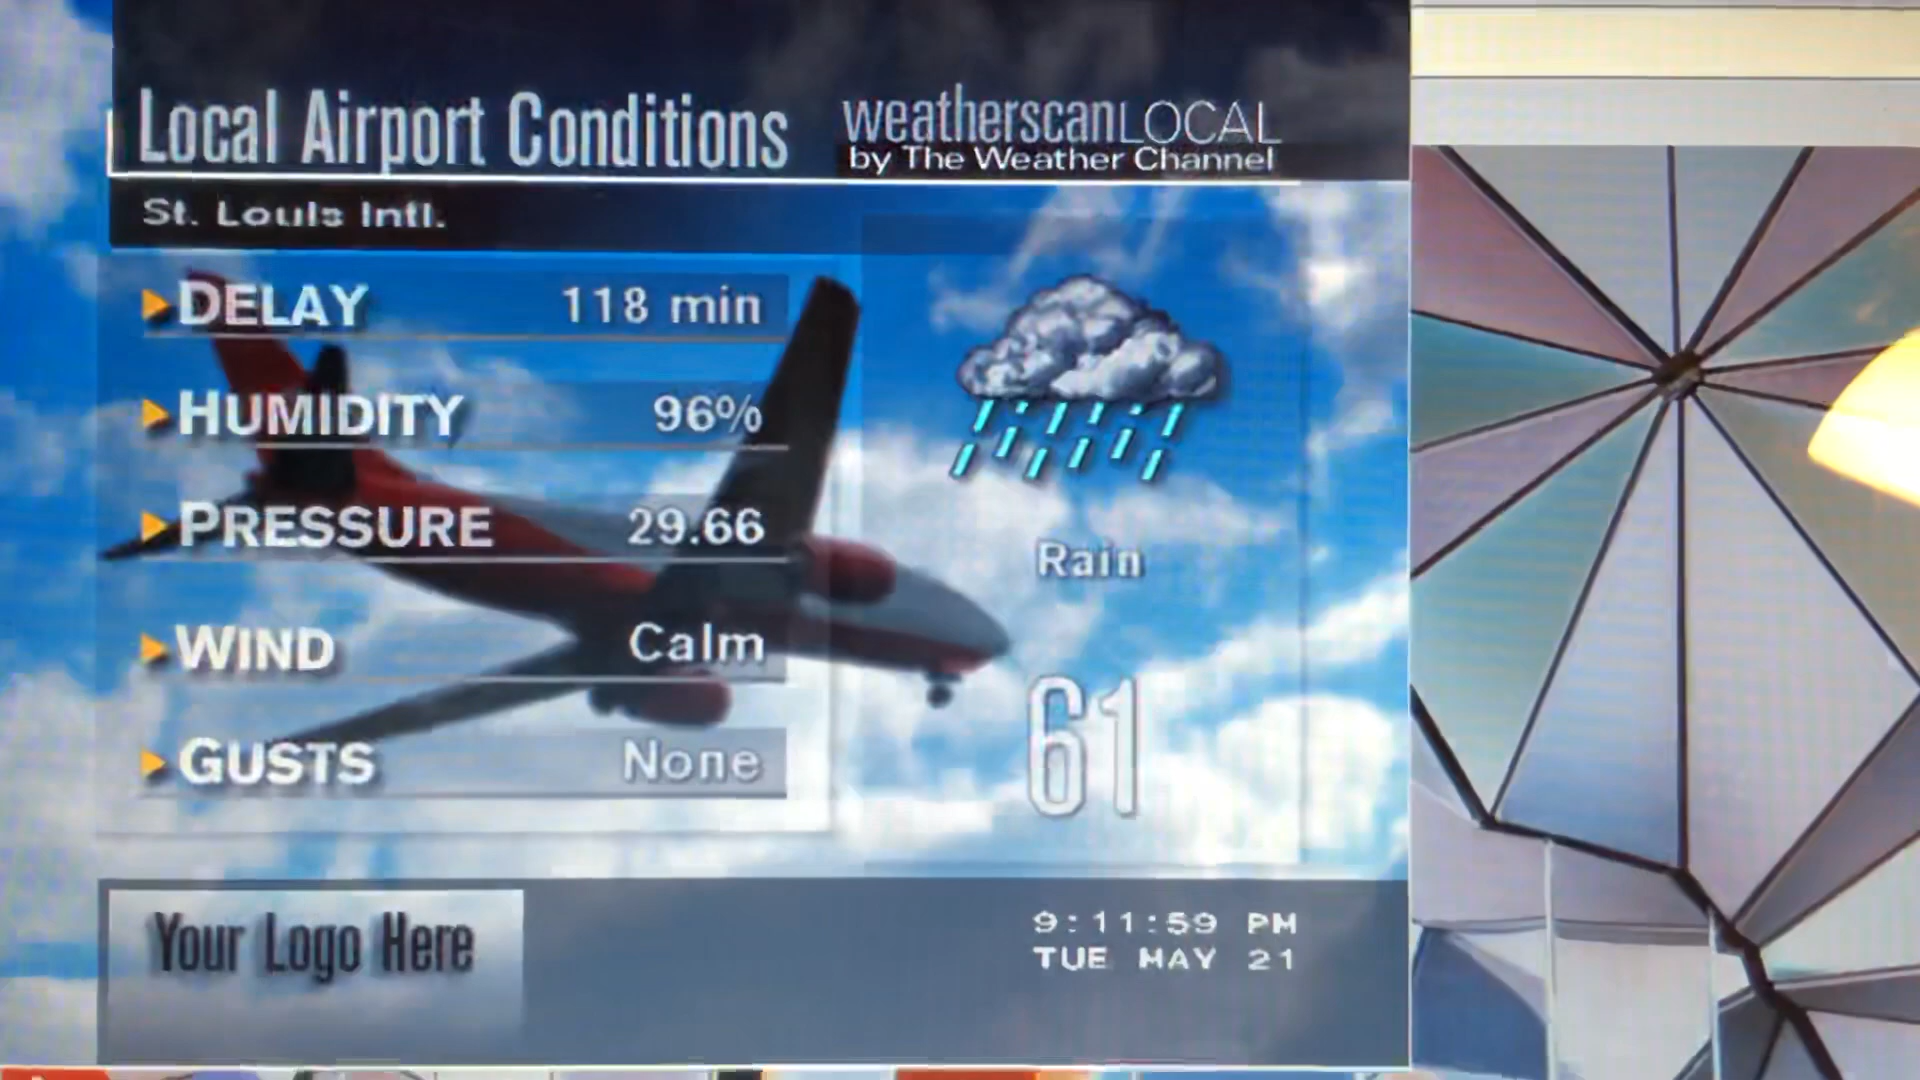 Local Airport Conditions
weatherscanLOCAL
by The Weather Channel
St. Louis Intl.
DELAY 118 min
HUMIDITY 96%
PRESSURE 29.66
WIND Calm
GUSTS None
Rain
61
Your Logo Here
9:11:59 PM
TUE MAY 21